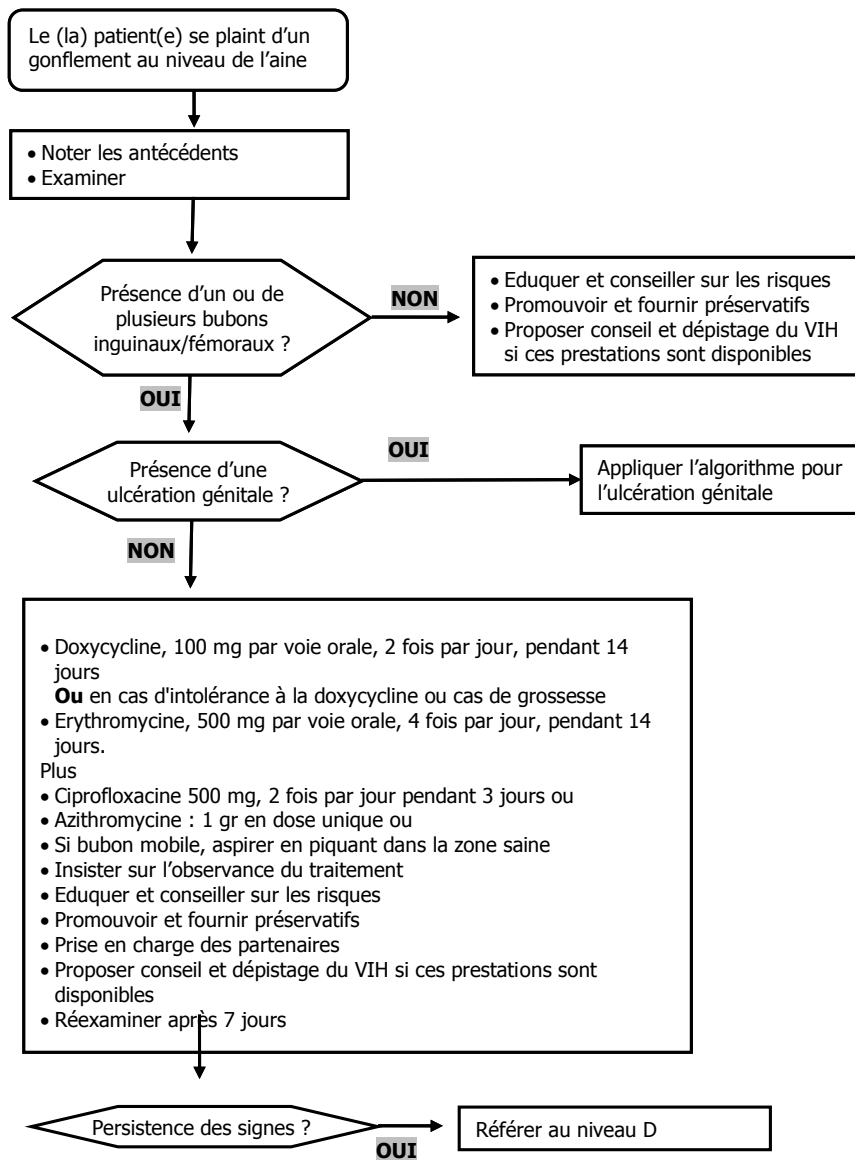 Le (la) patient(e) se plaint d'un
gonflement au niveau de l'aine
• Noter les antécédents
• Examiner
Présence d'un ou de
plusieurs bubons
inguinaux/fémoraux ?
NON
• Eduquer et conseiller sur les risques
• Promouvoir et fournir préservatifs
• Proposer conseil et dépistage du VIH
si ces prestations sont disponibles
OUI
Présence d'une
ulcération génitale ?
OUI
Appliquer l'algorithme pour
l'ulcération génitale
NON
• Doxycycline, 100 mg par voie orale, 2 fois par jour, pendant 14
jours
Ou en cas d'intolérance à la doxycycline ou cas de grossesse
• Erythromycine, 500 mg par voie orale, 4 fois par jour, pendant 14
jours.
Plus
• Ciprofloxacine 500 mg, 2 fois par jour pendant 3 jours ou
• Azithromycine : 1 gr en dose unique ou
• Si bubon mobile, aspirer en piquant dans la zone saine
• Insister sur l'observance du traitement
• Eduquer et conseiller sur les risques
• Promouvoir et fournir préservatifs
• Prise en charge des partenaires
• Proposer conseil et dépistage du VIH si ces prestations sont
disponibles
• Réexaminer après 7 jours
Persistence des signes ?
OUI
Référer au niveau D